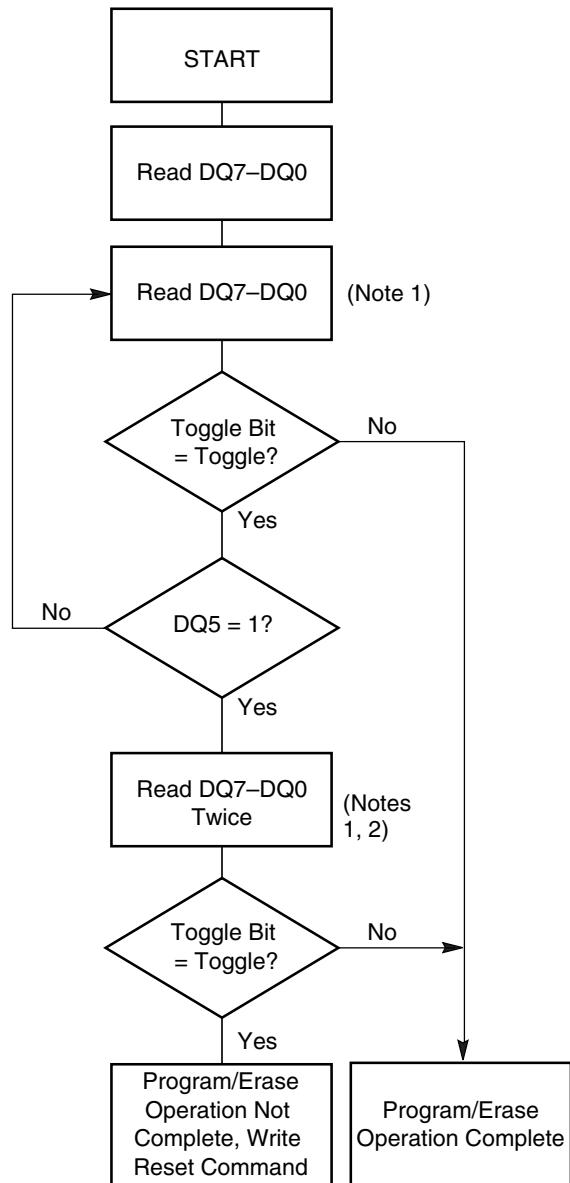 START
Read DQ7–DQ0
Read DQ7–DQ0
(Note 1)
Toggle Bit
= Toggle?
No
Yes
No
DQ5 = 1?
Yes
Read DQ7–DQ0
Twice
(Notes
1, 2)
Toggle Bit
= Toggle?
No
Yes
Program/Erase
Operation Not
Complete, Write
Reset Command
Program/Erase
Operation Complete